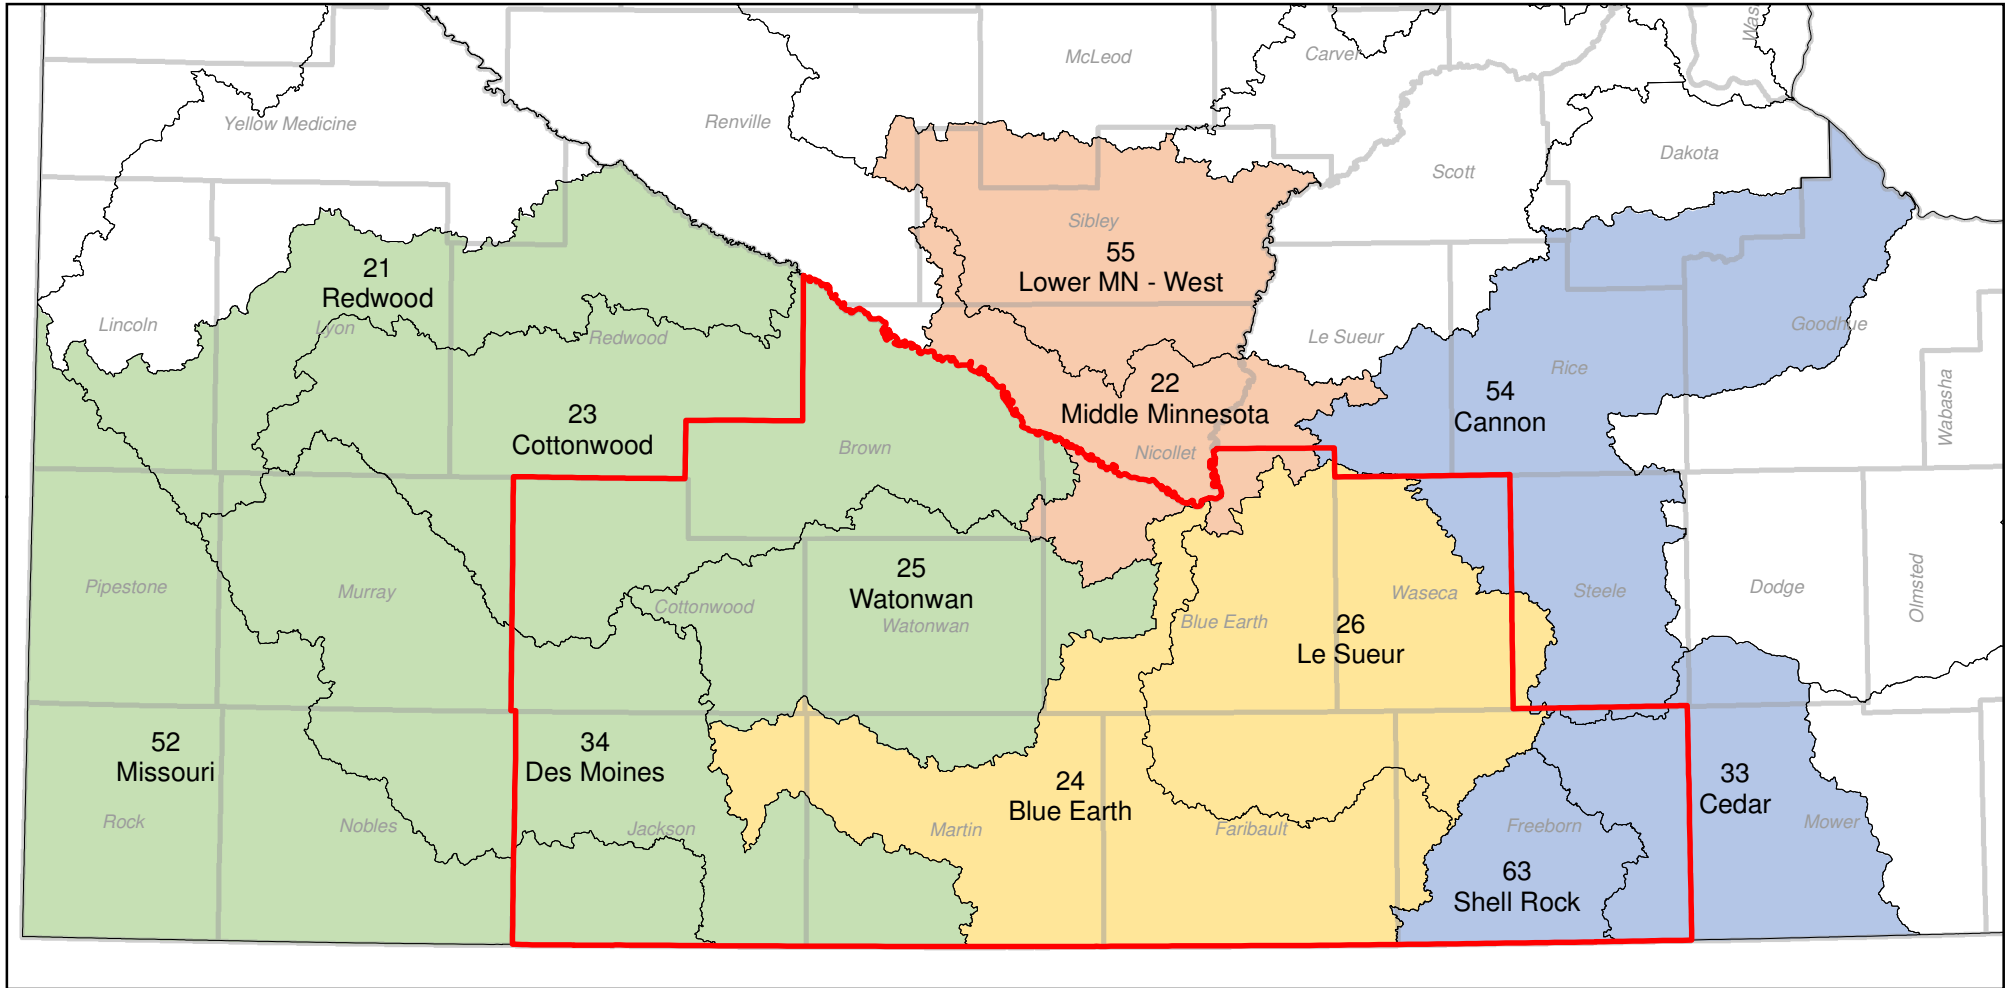 McLeod
Carver
Was
Yellow Medicine
Renville
Scott
Dakota
Sibley
55
Lower MN - West
21
Redwood
Lincoln
Lyon
Redwood
Le Sueur
Goodhue
Rice
22
Middle Minnesota
54
Cannon
Wabasha
23
Cottonwood
Brown
Nicollet
Pipestone
Murray
25
Watonwan
Cottonwood
Watonwan
Blue Earth
Waseca
26
Le Sueur
Steele
Dodge
Olmsted
52
Missouri
34
Des Moines
24
Blue Earth
33
Cedar
Rock
Nobles
Jackson
Martin
Faribault
Freeborn
Mower
63
Shell Rock